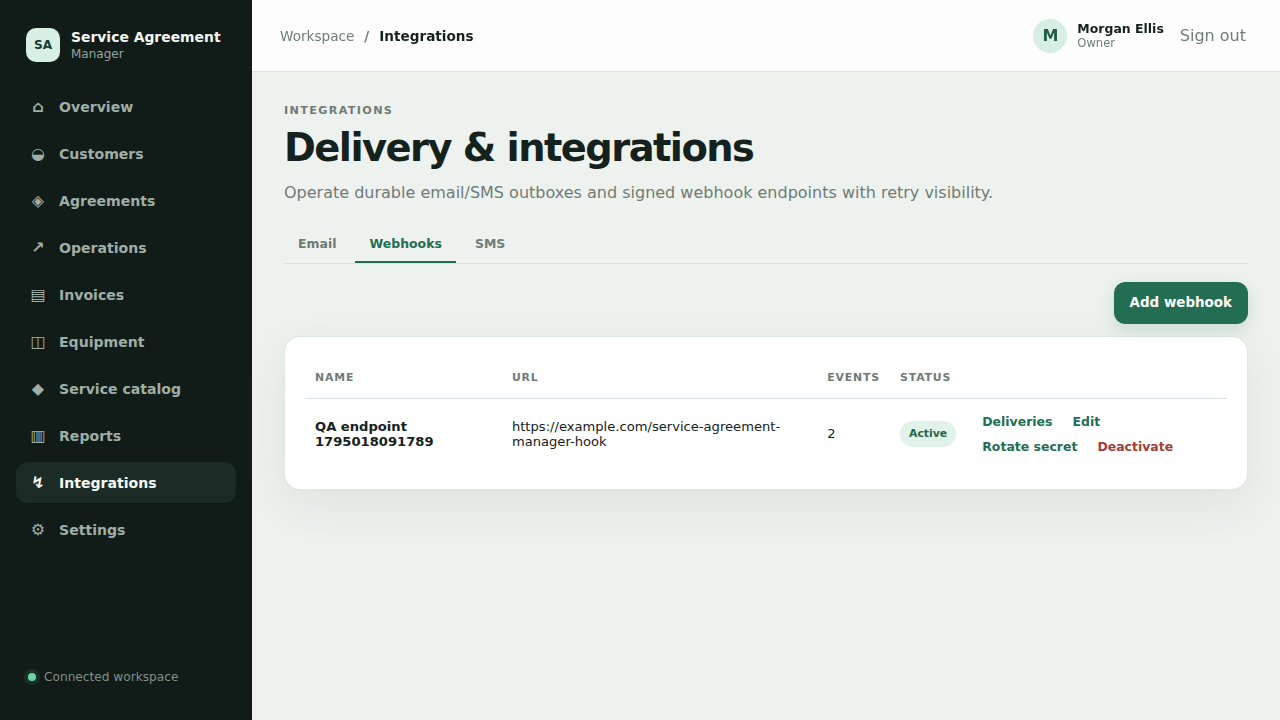 SA
Service Agreement
Manager
Overview
Customers
Agreements
Operations
Invoices
Equipment
Service catalog
Reports
Integrations
Settings
Connected workspace
Workspace / Integrations
M
Morgan Ellis
Owner
Sign out
INTEGRATIONS
Delivery & integrations
Operate durable email/SMS outboxes and signed webhook endpoints with retry visibility.
Email Webhooks SMS
Add webhook
NAME URL EVENTS STATUS
QA endpoint
1795018091789
https://example.com/service-agreement-
manager-hook
2
Active
Deliveries Edit
Rotate secret Deactivate